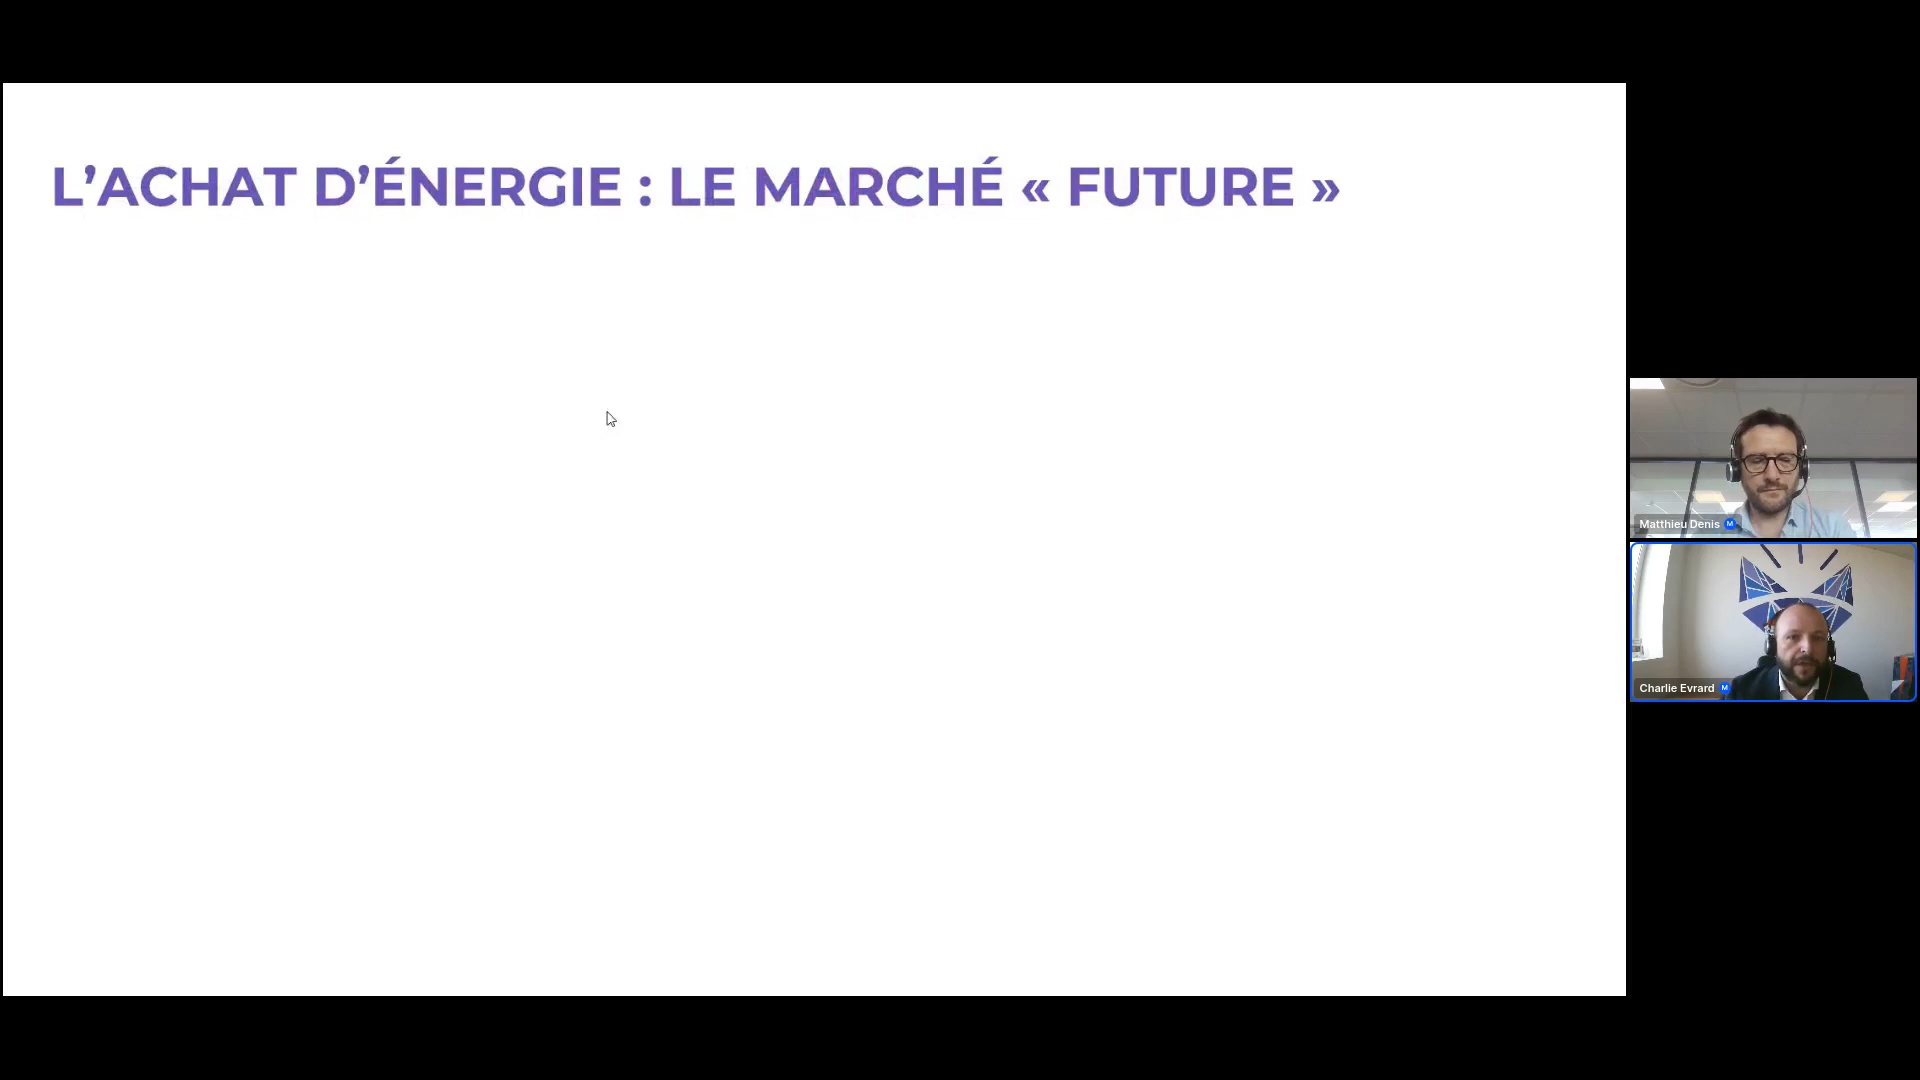 L’ACHAT D’ÉNERGIE : LE MARCHÉ « FUTURE »
Matthieu Denis M
Charlie Evrard M